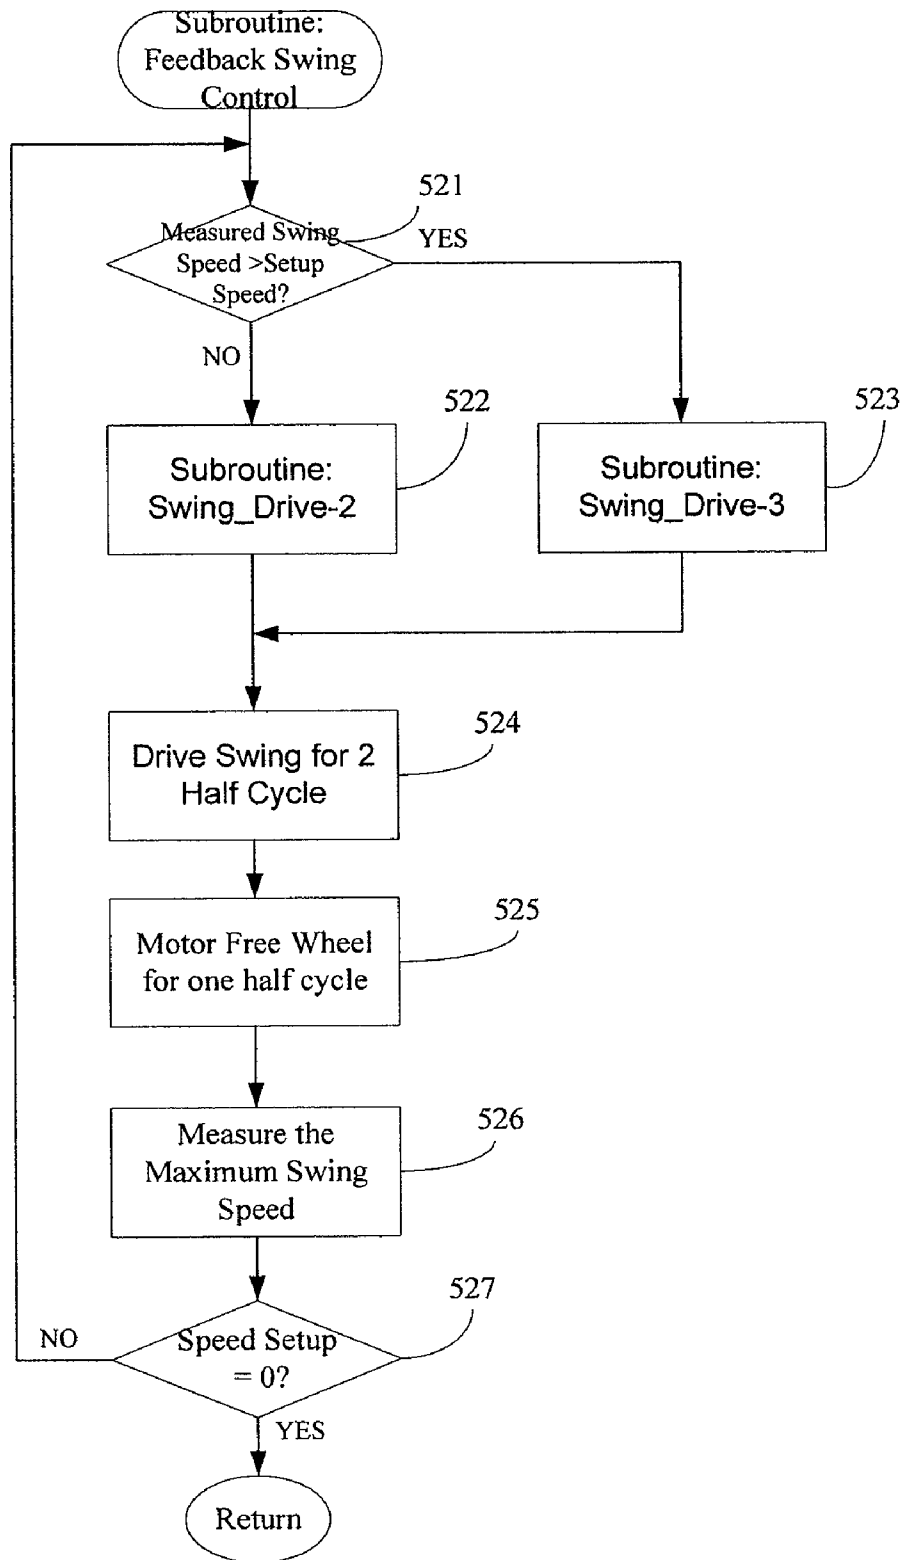 Subroutine:
Feedback Swing
Control
521
Measured Swing
Speed >Setup
Speed?
YES
NO
522
523
Subroutine:
Swing_Drive-2
Subroutine:
Swing_Drive-3
524
Drive Swing for 2
Half Cycle
525
Motor Free Wheel
for one half cycle
526
Measure the
Maximum Swing
Speed
527
NO
Speed Setup
= 0?
YES
Return